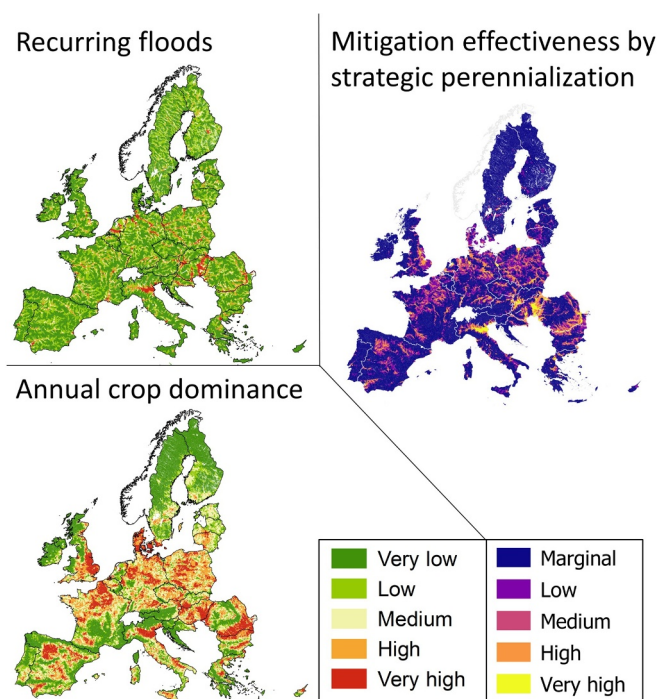 Recurring floods
Mitigation effectiveness by
strategic perennialization
Annual crop dominance
Very low
Low
Medium
High
Very high
Marginal
Low
Medium
High
Very high